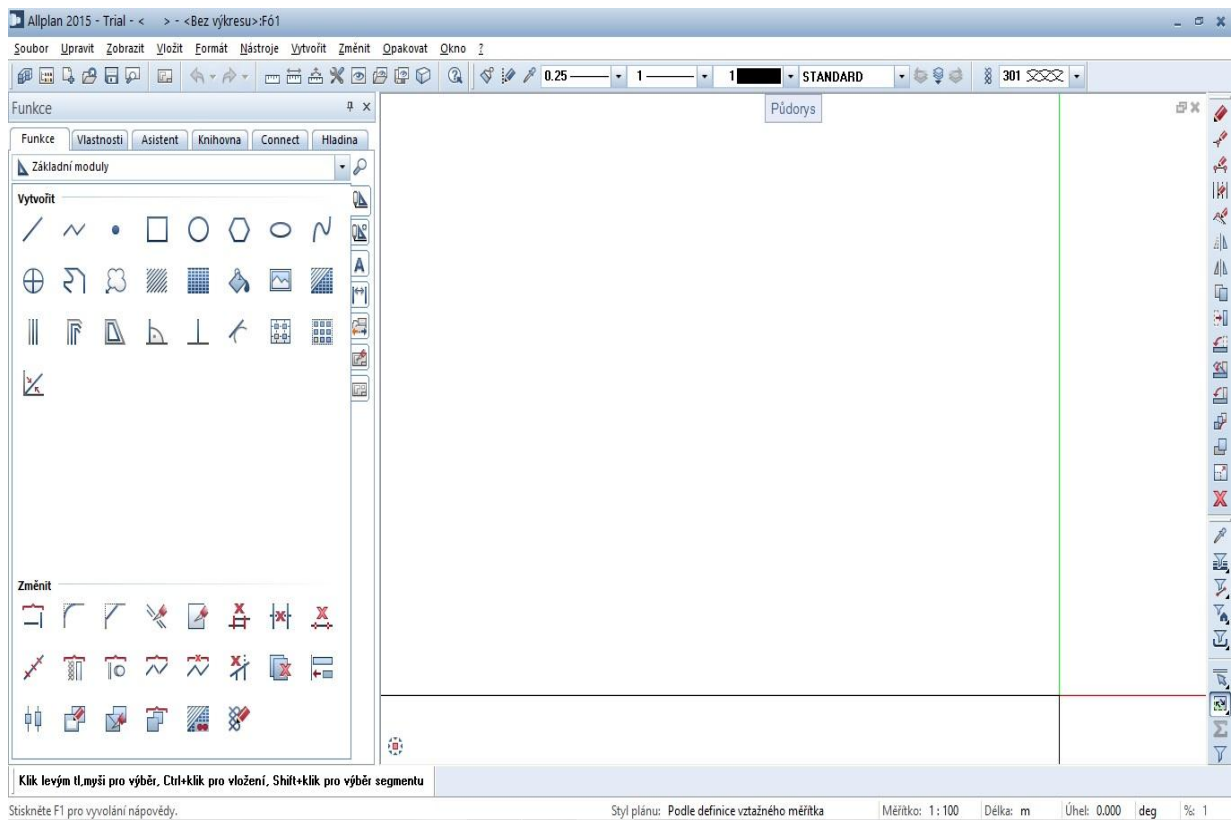 Allplan 2015 - Trial - < > - <Bez výkresu>:Fó1
Soubor Upravit Zobrazit Vložit Formát Nástroje Vytvořit Změnit Opakovat Okno ?
0.25 1 1 STANDARD 301
Funkce
Půdorys
Funkce Vlastnosti Asistent Knihovna Connect Hladina
Základní moduly
Vytvořit
A
Změnit
Klik levým tl,myši pro výběr, Ctrl+klik pro vložení, Shift+klik pro výběr segmentu
Stiskněte F1 pro vyvolání nápovědy. Styl plánu: Podle definice vztažného měřítka Měřítko: 1 : 100 Délka: m Úhel: 0.000 deg %: 1